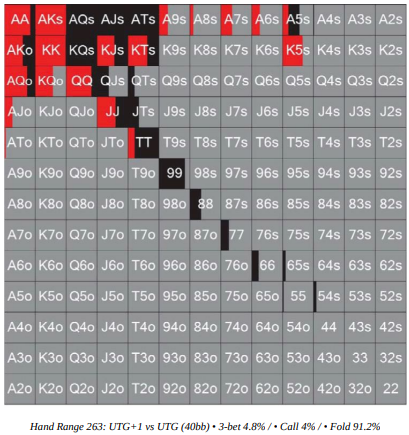 AA AKs AQs AJs ATs A9s A8s A7s A6s A5s A4s A3s A2s
AKo KK KQs KJs KTs K9s K8s K7s K6s K5s K4s K3s K2s
AQo KQo QQ QJs QTs Q9s Q8s Q7s Q6s Q5s Q4s Q3s Q2s
AJo KJo QJo JJ JTs J9s J8s J7s J6s J5s J4s J3s J2s
ATo KTo QTo JTo TT T9s T8s T7s T6s T5s T4s T3s T2s
A9o K9o Q9o J9o T9o 99 98s 97s 96s 95s 94s 93s 92s
A8o K8o Q8o J8o T8o 98o 88 87s 86s 85s 84s 83s 82s
A7o K7o Q7o J7o T7o 97o 87o 77 76s 75s 74s 73s 72s
A6o K6o Q6o J6o T6o 96o 86o 76o 66 65s 64s 63s 62s
A5o K5o Q5o J5o T5o 95o 85o 75o 65o 55 54s 53s 52s
A4o K4o Q4o J4o T4o 94o 84o 74o 64o 54o 44 43s 42s
A3o K3o Q3o J3o T3o 93o 83o 73o 63o 53o 43o 33 32s
A2o K2o Q2o J2o T2o 92o 82o 72o 62o 52o 42o 32o 22
Hand Range 263: UTG+1 vs UTG (40bb) • 3-bet 4.8% / • Call 4% / • Fold 91.2%